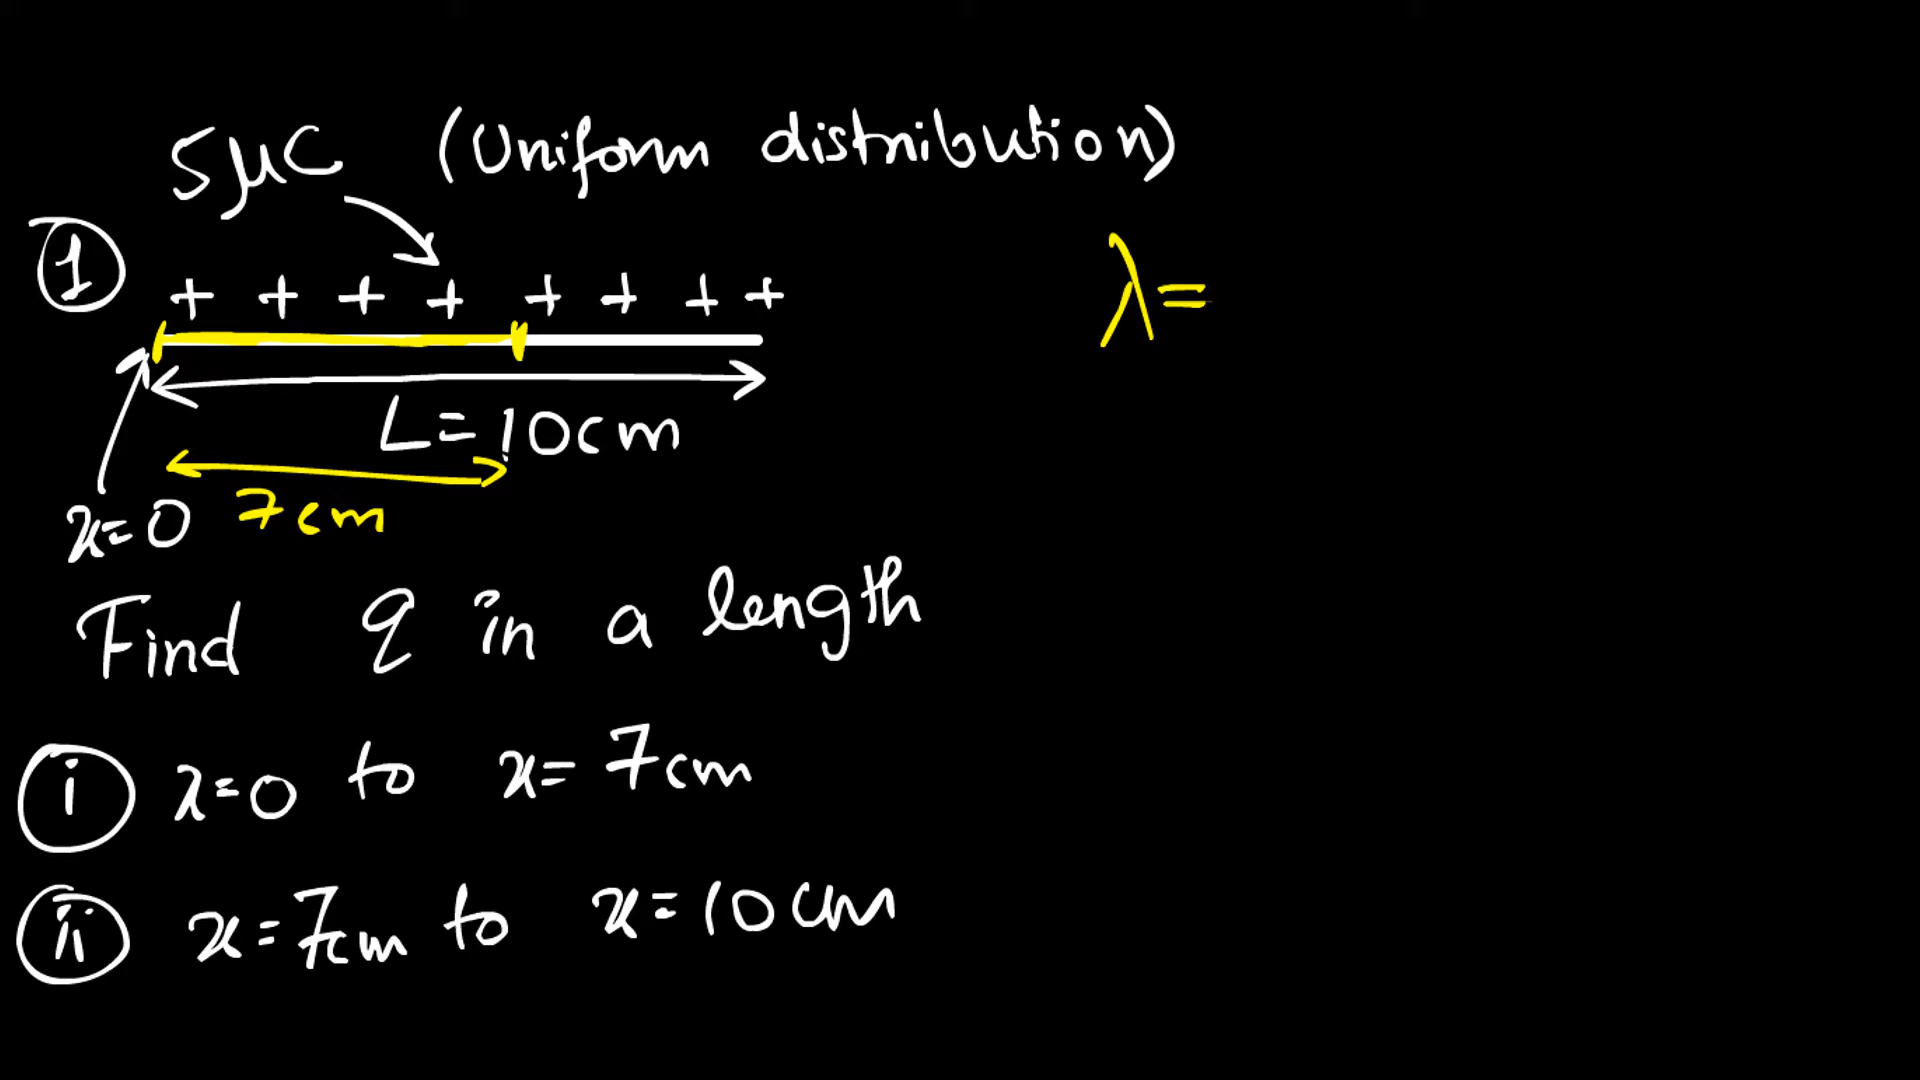 5μC (Uniform distribution)
λ=
1
+ + + + + + + +
L=10cm
x=0 7cm
Find q in a length
i x=0 to x=7cm
ii x=7cm to x=10cm